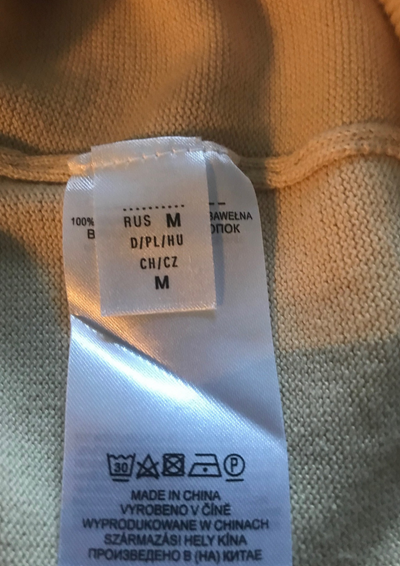 100% BAWEŁNA
RUS M
D/PL/HU
CH/CZ
M
30
P
MADE IN CHINA
VYROBENO V ČÍNĚ
WYPRODUKOWANE W CHINACH
SZÁRMAZÁSI HELY KÍNA
ПРОИЗВЕДЕНО В (НА) КИТАЕ